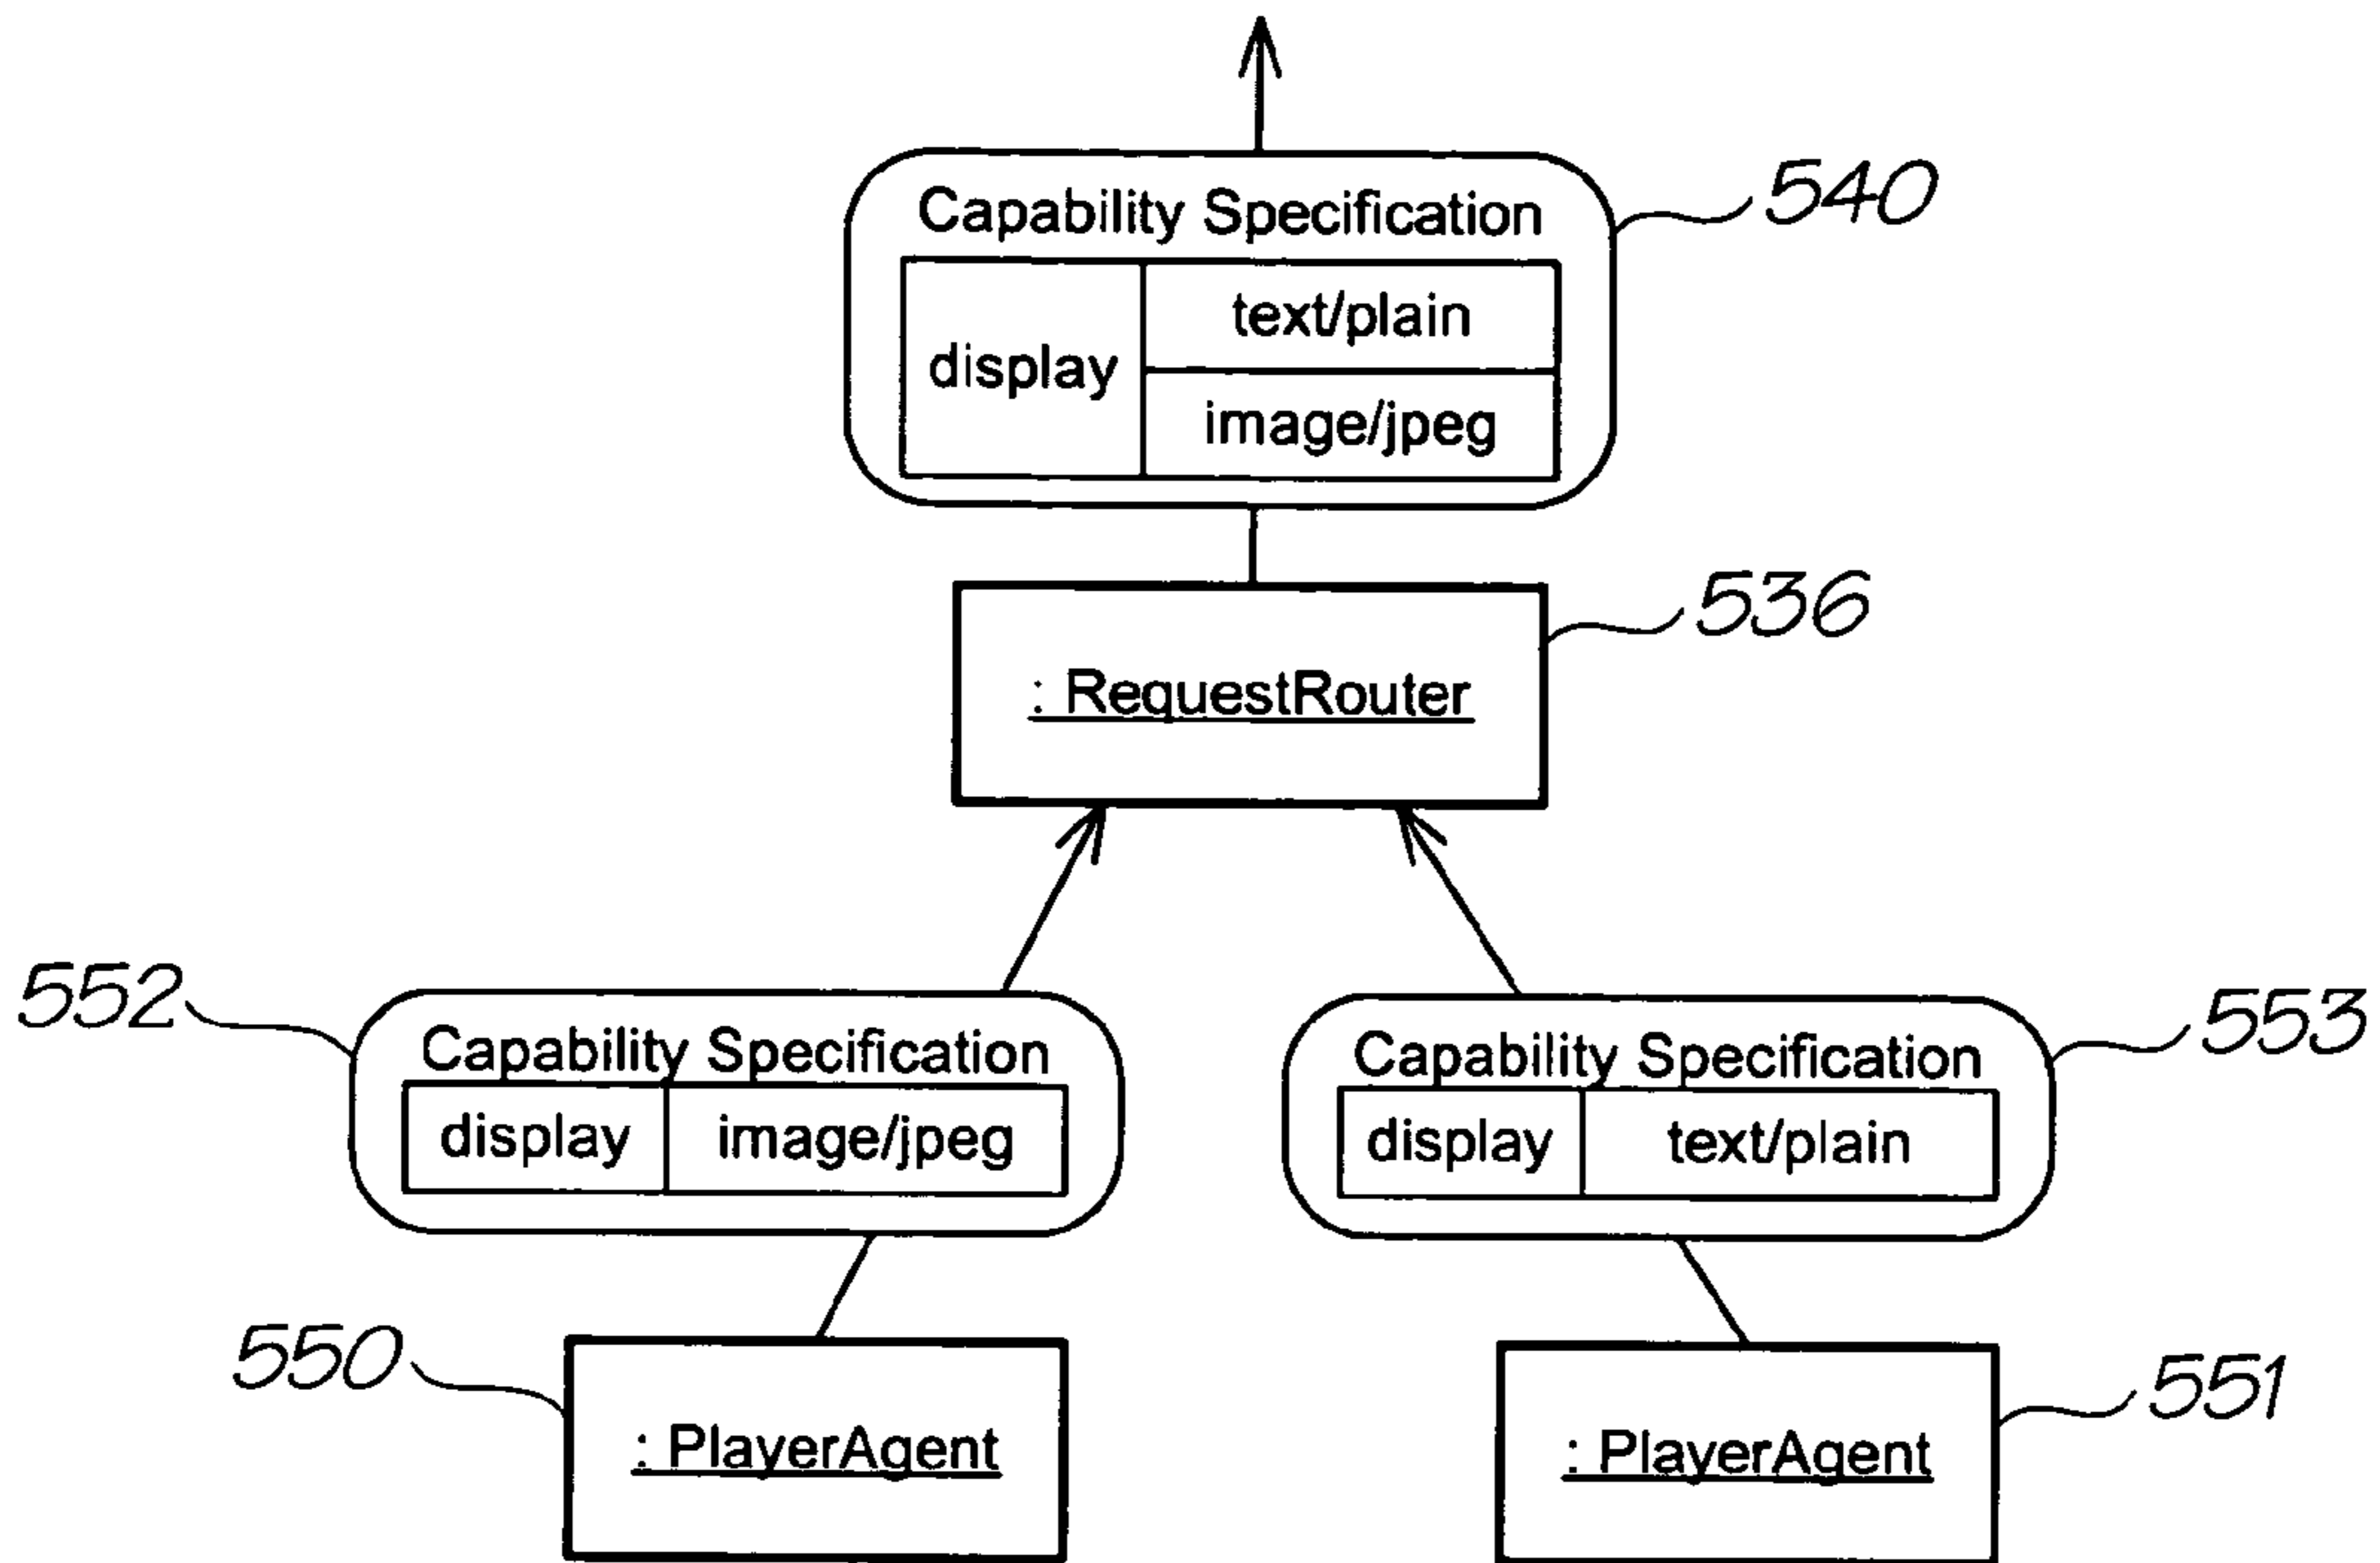 Capability Specification
540
text/plain
display
image/jpeg
536
: RequestRouter
552
Capability Specification
display image/jpeg
553
Capability Specification
display text/plain
550
: PlayerAgent
551
: PlayerAgent